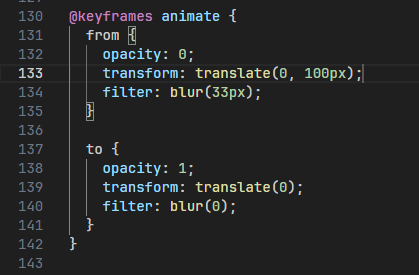 130 @keyframes animate {
131   from {
132     opacity: 0;
133     transform: translate(0, 100px);
134     filter: blur(33px);
135   }
136
137   to {
138     opacity: 1;
139     transform: translate(0);
140     filter: blur(0);
141   }
142 }
143